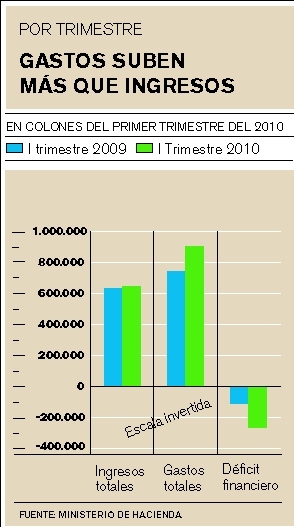 POR TRIMESTRE
GASTOS SUBEN
MÁS QUE INGRESOS
EN COLONES DEL PRIMER TRIMESTRE DEL 2010
I trimestre 2009 I Trimestre 2010
1.000.000
800.000
600.000
400.000
200.000
0
-200.000
-400.000
Escala invertida
Ingresos totales
Gastos totales
Déficit financiero
FUENTE: MINISTERIO DE HACIENDA